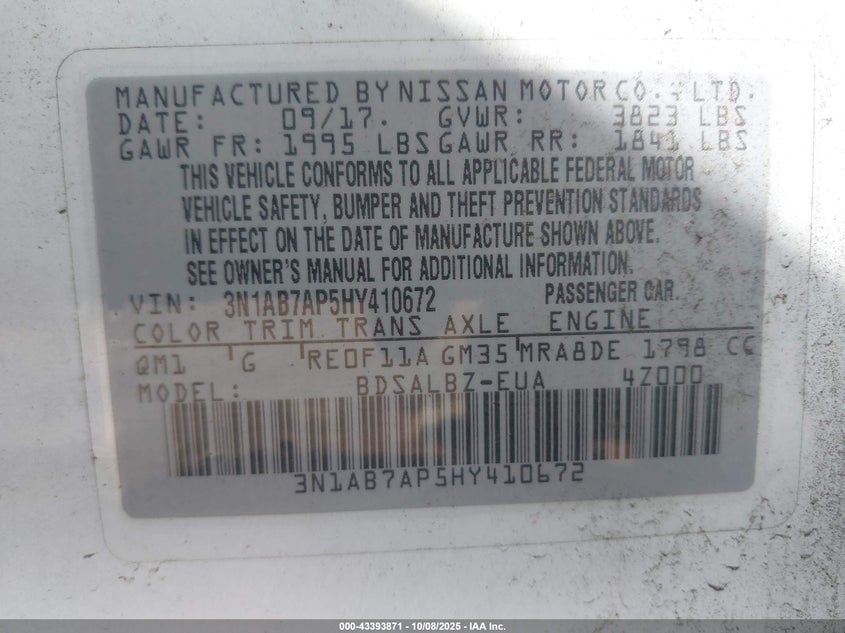 MANUFACTURED BY NISSAN MOTOR CO., LTD.
DATE: 09/17. GVWR: 3823 LBS
GAWR FR: 1995 LBS GAWR RR: 1841 LBS
THIS VEHICLE CONFORMS TO ALL APPLICABLE FEDERAL MOTOR
VEHICLE SAFETY, BUMPER AND THEFT PREVENTION STANDARDS
IN EFFECT ON THE DATE OF MANUFACTURE SHOWN ABOVE.
SEE OWNER'S MANUAL FOR ADDITIONAL INFORMATION.
VIN: 3N1AB7AP5HY410672 PASSENGER CAR.
COLOR TRIM TRANS AXLE ENGINE
QM1 G RE0F11A GM35 MRA8DE 1798 CC
MODEL: BDSALBZ-EUA 4Z000
3N1AB7AP5HY410672
000-43393871 - 10/08/2025 - IAA Inc.